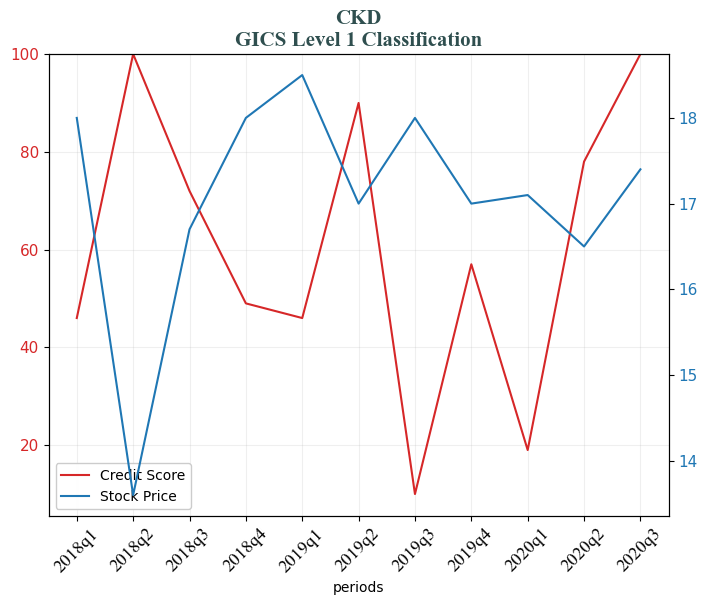 CKD
GICS Level 1 Classification
100
80
60
40
20
18
17
16
15
14
Credit Score
Stock Price
2018q1
2018q2
2018q3
2018q4
2019q1
2019q2
2019q3
2019q4
2020q1
2020q2
2020q3
periods